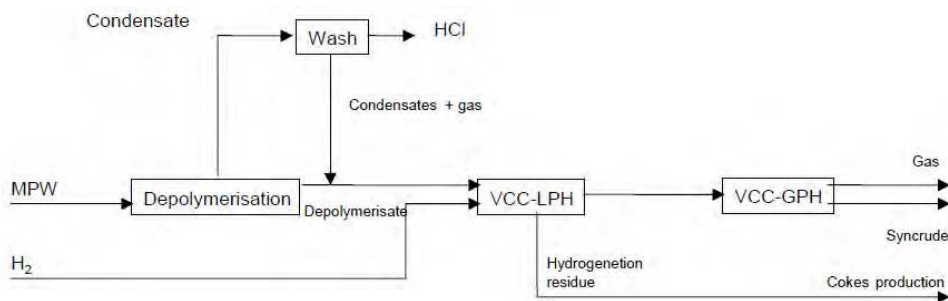 Condensate
Wash
HCl
Condensates + gas
MPW
Depolymerisation
Depolymerisate
VCC-LPH
VCC-GPH
Gas
Syncrude
H₂
Hydrogenetion
residue
Cokes production